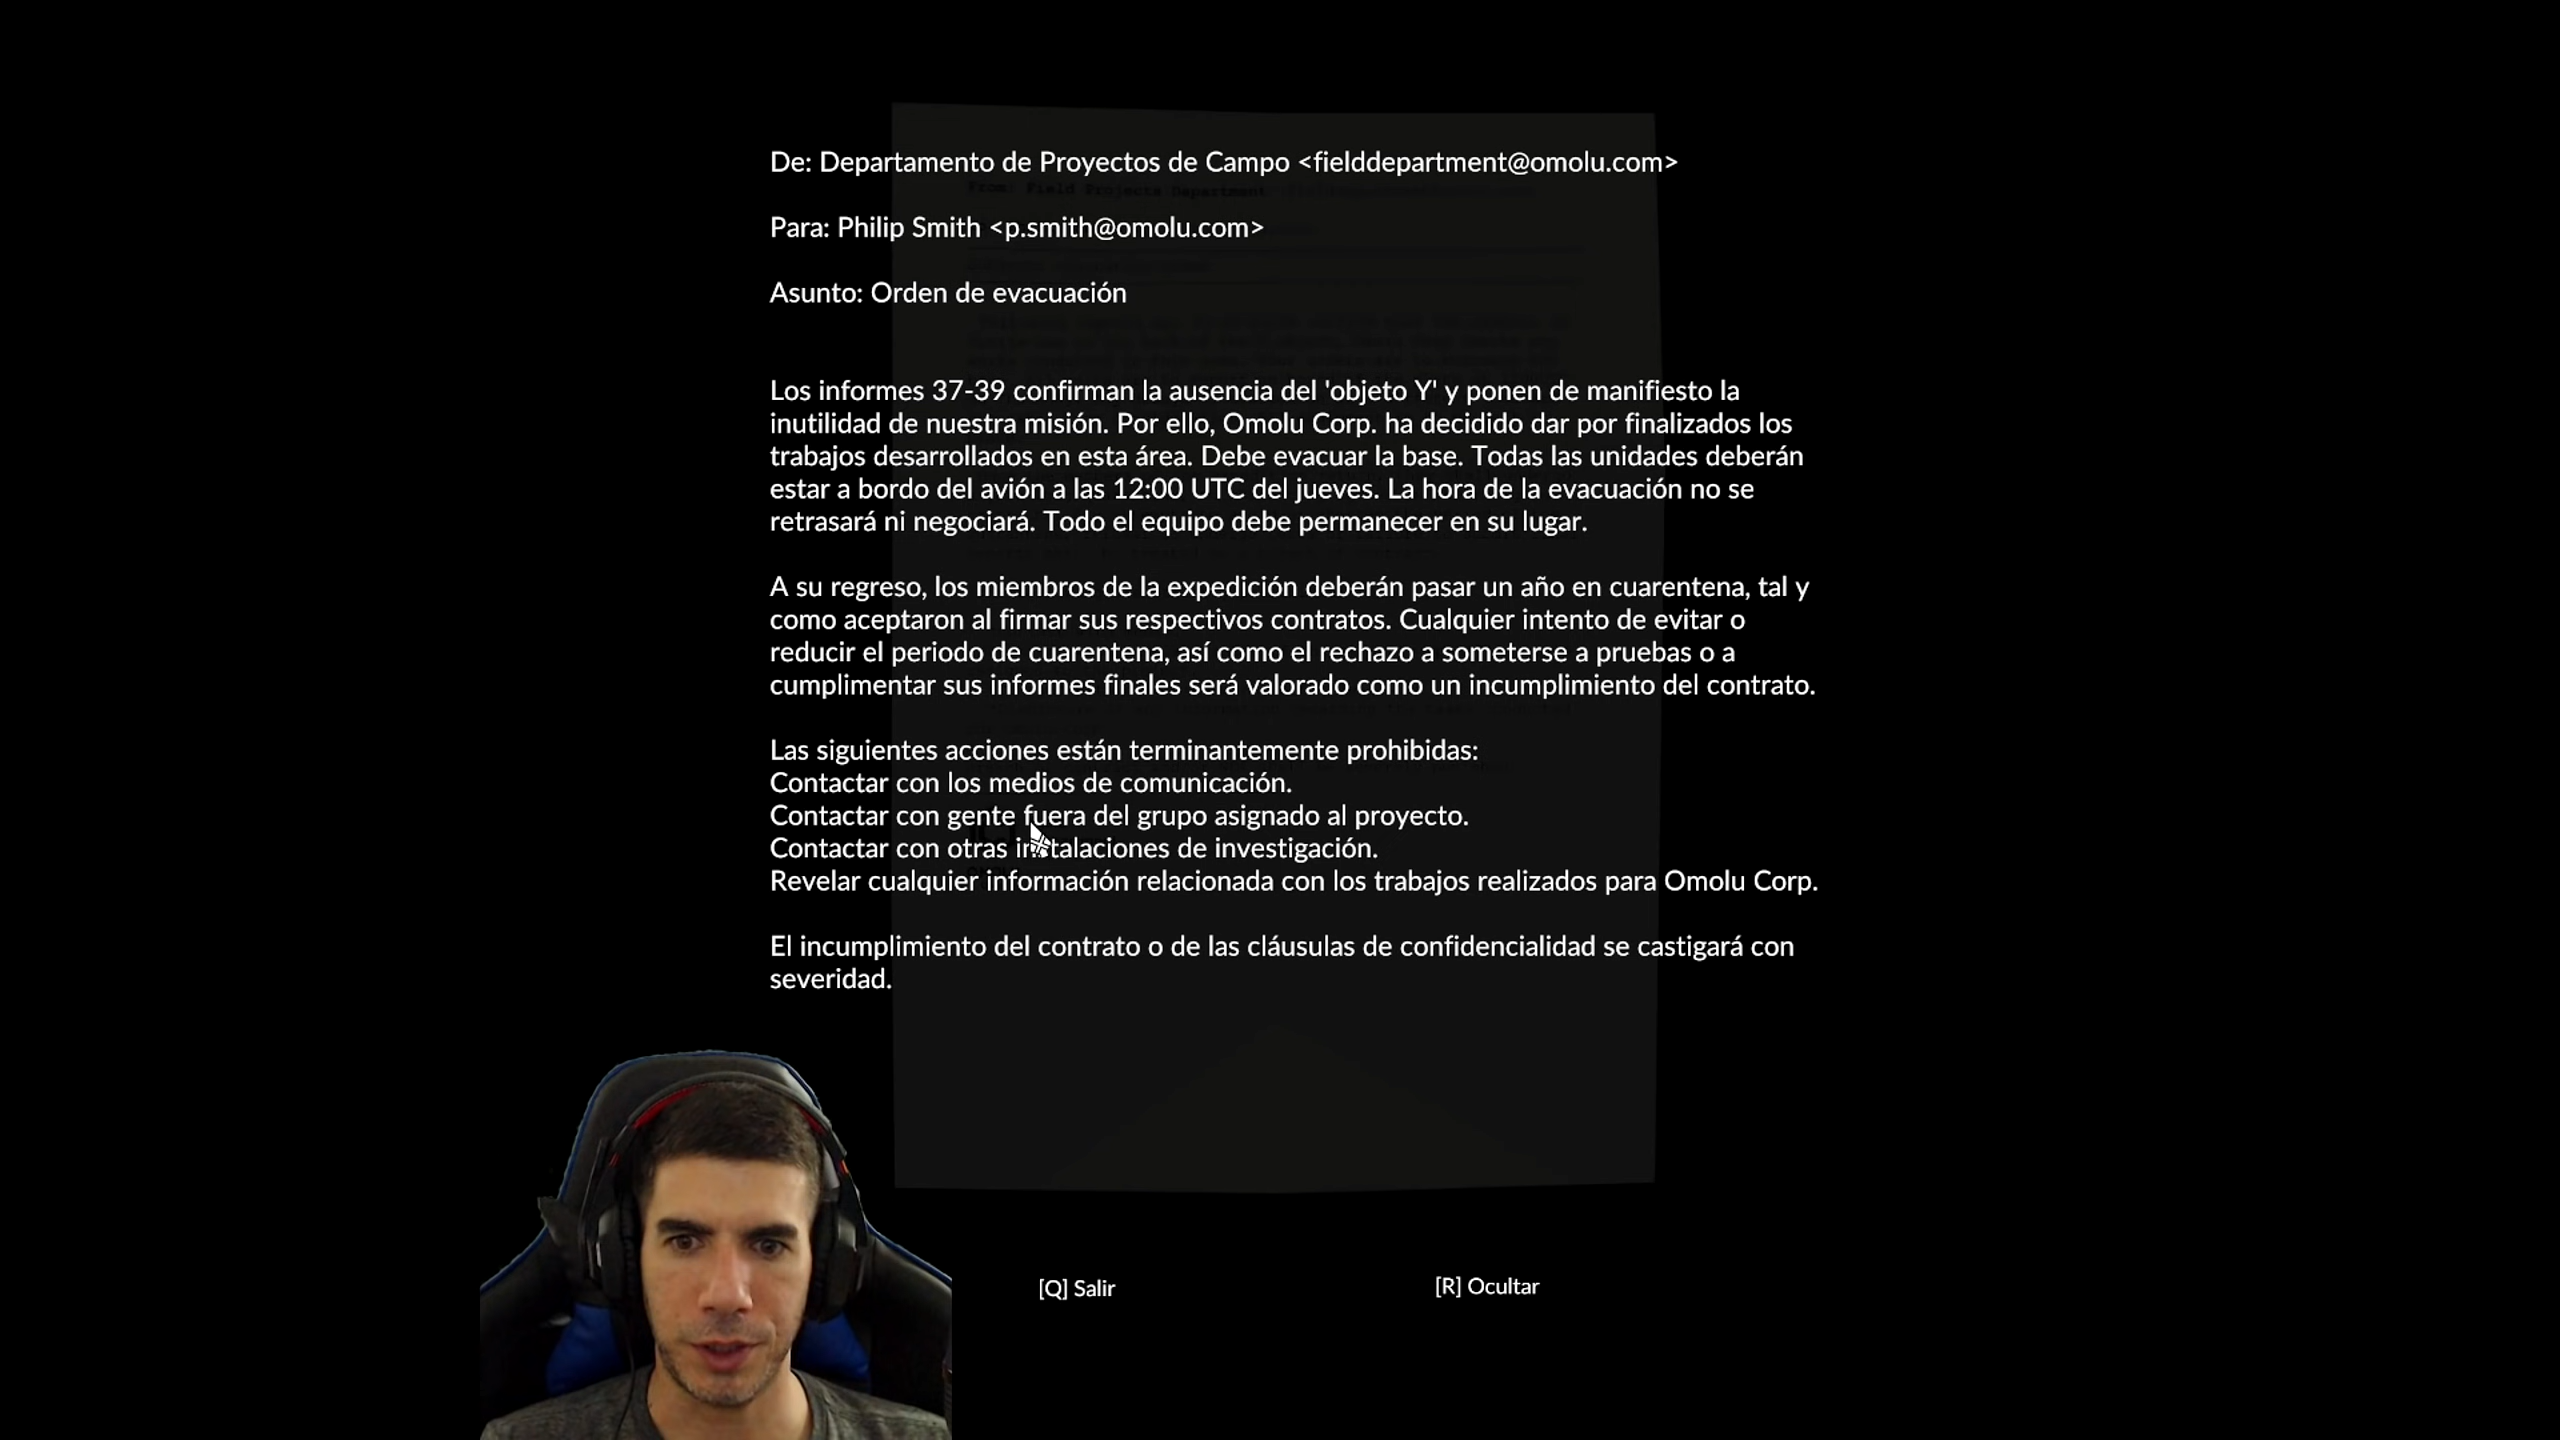 De: Departamento de Proyectos de Campo <fielddepartment@omolu.com>
From: Field Projects Department
Para: Philip Smith <p.smith@omolu.com>
Asunto: Orden de evacuación
Los informes 37-39 confirman la ausencia del 'objeto Y' y ponen de manifiesto la
inutilidad de nuestra misión. Por ello, Omolu Corp. ha decidido dar por finalizados los
trabajos desarrollados en esta área. Debe evacuar la base. Todas las unidades deberán
estar a bordo del avión a las 12:00 UTC del jueves. La hora de la evacuación no se
retrasará ni negociará. Todo el equipo debe permanecer en su lugar.
A su regreso, los miembros de la expedición deberán pasar un año en cuarentena, tal y
como aceptaron al firmar sus respectivos contratos. Cualquier intento de evitar o
reducir el periodo de cuarentena, así como el rechazo a someterse a pruebas o a
cumplimentar sus informes finales será valorado como un incumplimiento del contrato.
Las siguientes acciones están terminantemente prohibidas:
Contactar con los medios de comunicación.
Contactar con gente fuera del grupo asignado al proyecto.
Contactar con otras instalaciones de investigación.
Revelar cualquier información relacionada con los trabajos realizados para Omolu Corp.
El incumplimiento del contrato o de las cláusulas de confidencialidad se castigará con
severidad.
[Q] Salir
[R] Ocultar